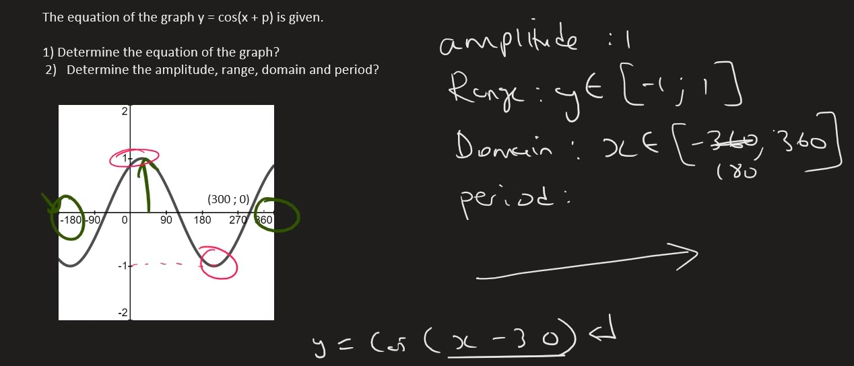 The equation of the graph y = cos(x + p) is given.
1) Determine the equation of the graph?
2) Determine the amplitude, range, domain and period?
amplitude : 1
Range : y ∈ [-1 ; 1]
Domain : x ∈ [-360, 360]
180
period :
2
1
(300 ; 0)
-180 -90 0 90 180 270 360
-1
-2
y = Cos (x - 30)